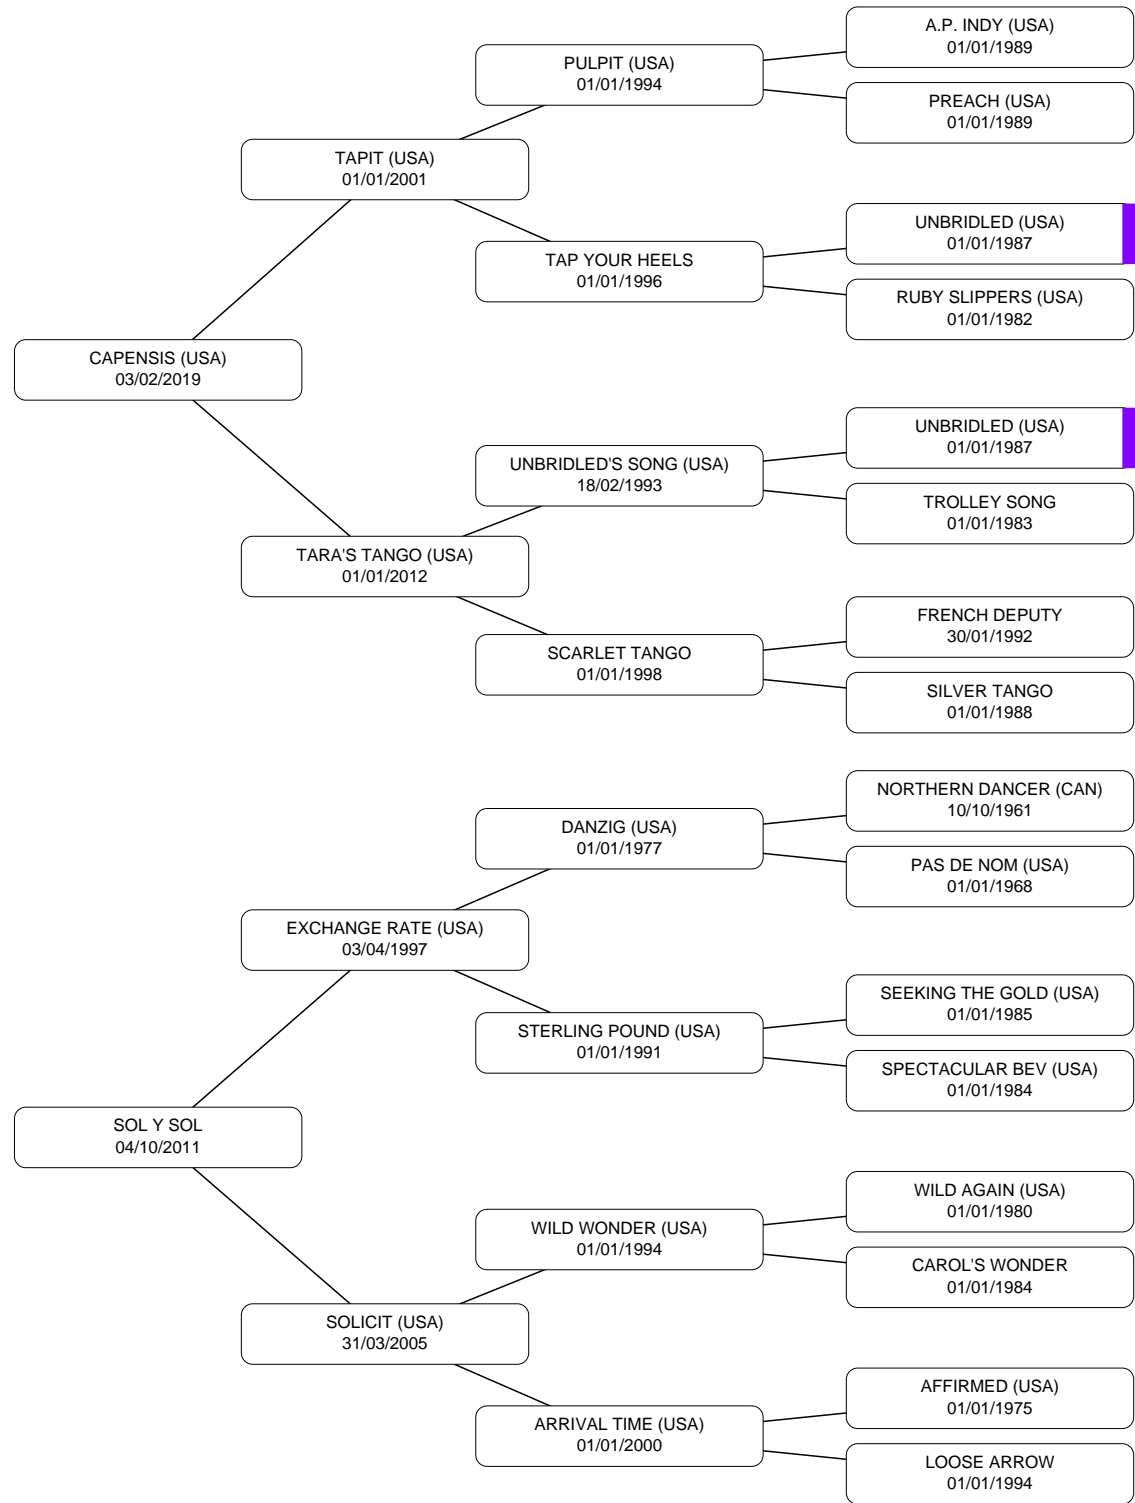 A.P. INDY (USA)
01/01/1989
PULPIT (USA)
01/01/1994
PREACH (USA)
01/01/1989
TAPIT (USA)
01/01/2001
UNBRIDLED (USA)
01/01/1987
TAP YOUR HEELS
01/01/1996
RUBY SLIPPERS (USA)
01/01/1982
CAPENSIS (USA)
03/02/2019
UNBRIDLED (USA)
01/01/1987
UNBRIDLED'S SONG (USA)
18/02/1993
TROLLEY SONG
01/01/1983
TARA'S TANGO (USA)
01/01/2012
FRENCH DEPUTY
30/01/1992
SCARLET TANGO
01/01/1998
SILVER TANGO
01/01/1988
NORTHERN DANCER (CAN)
10/10/1961
DANZIG (USA)
01/01/1977
PAS DE NOM (USA)
01/01/1968
EXCHANGE RATE (USA)
03/04/1997
SEEKING THE GOLD (USA)
01/01/1985
STERLING POUND (USA)
01/01/1991
SPECTACULAR BEV (USA)
01/01/1984
SOL Y SOL
04/10/2011
WILD AGAIN (USA)
01/01/1980
WILD WONDER (USA)
01/01/1994
CAROL'S WONDER
01/01/1984
SOLICIT (USA)
31/03/2005
AFFIRMED (USA)
01/01/1975
ARRIVAL TIME (USA)
01/01/2000
LOOSE ARROW
01/01/1994